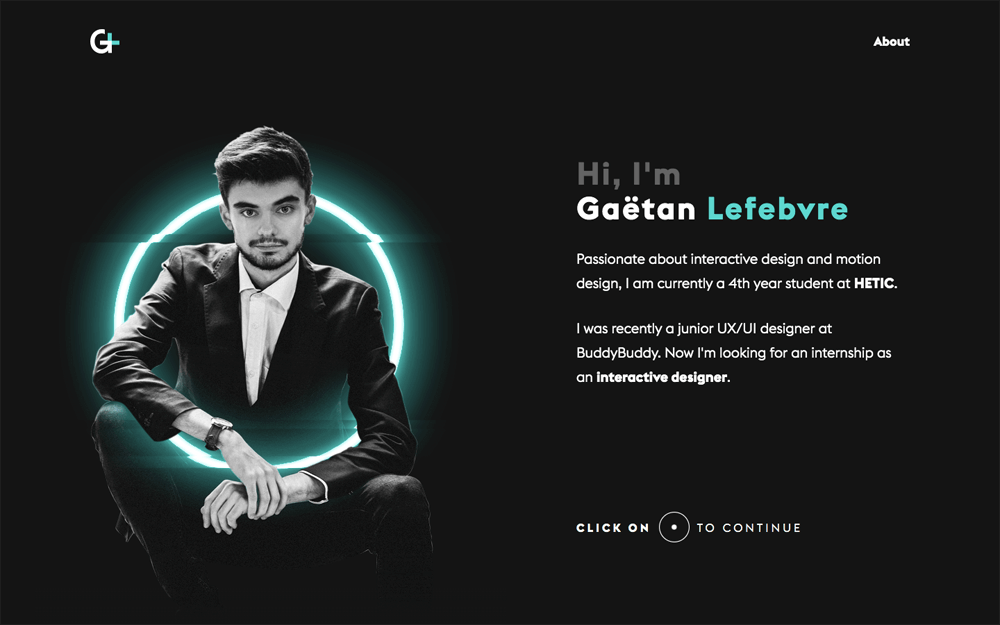 G+
About
Hi, I'm
Gaëtan Lefebvre
Passionate about interactive design and motion
design, I am currently a 4th year student at HETIC.
I was recently a junior UX/UI designer at
BuddyBuddy. Now I'm looking for an internship as
an interactive designer.
CLICK ON TO CONTINUE